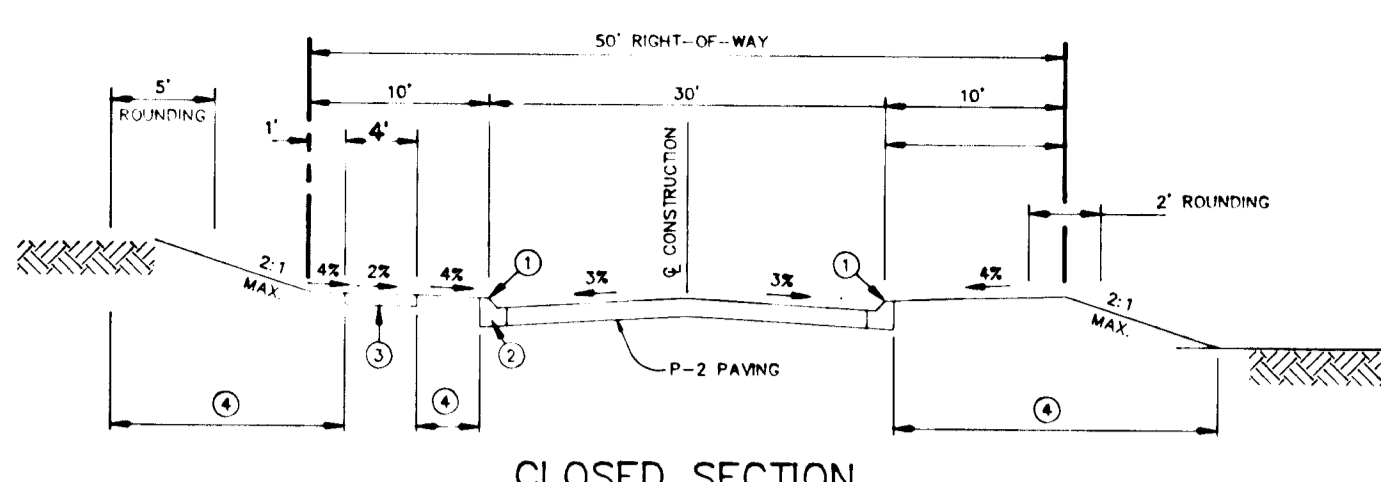 50' RIGHT-OF-WAY
5'
10'
30'
10'
ROUNDING
1'
4'
℄ CONSTRUCTION
2' ROUNDING
2:1
MAX.
4%
2%
4%
1
3%
3%
1
4%
2:1
MAX.
3
2
P-2 PAVING
4
4
4
CLOSED SECTION